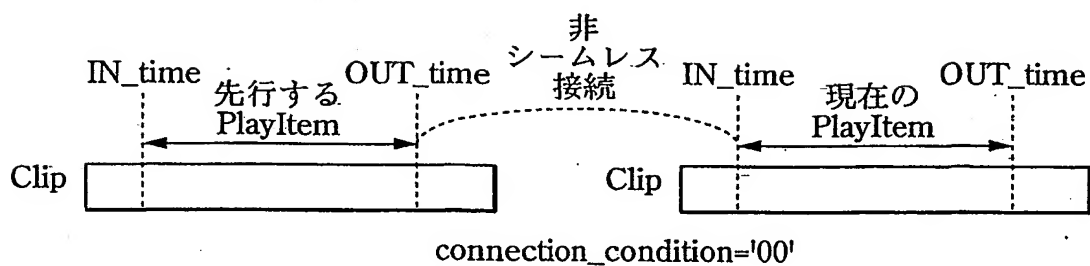 非
シームレス
接続
IN_time
OUT_time
IN_time
OUT_time
先行する
PlayItem
現在の
PlayItem
Clip
Clip
connection_condition='00'